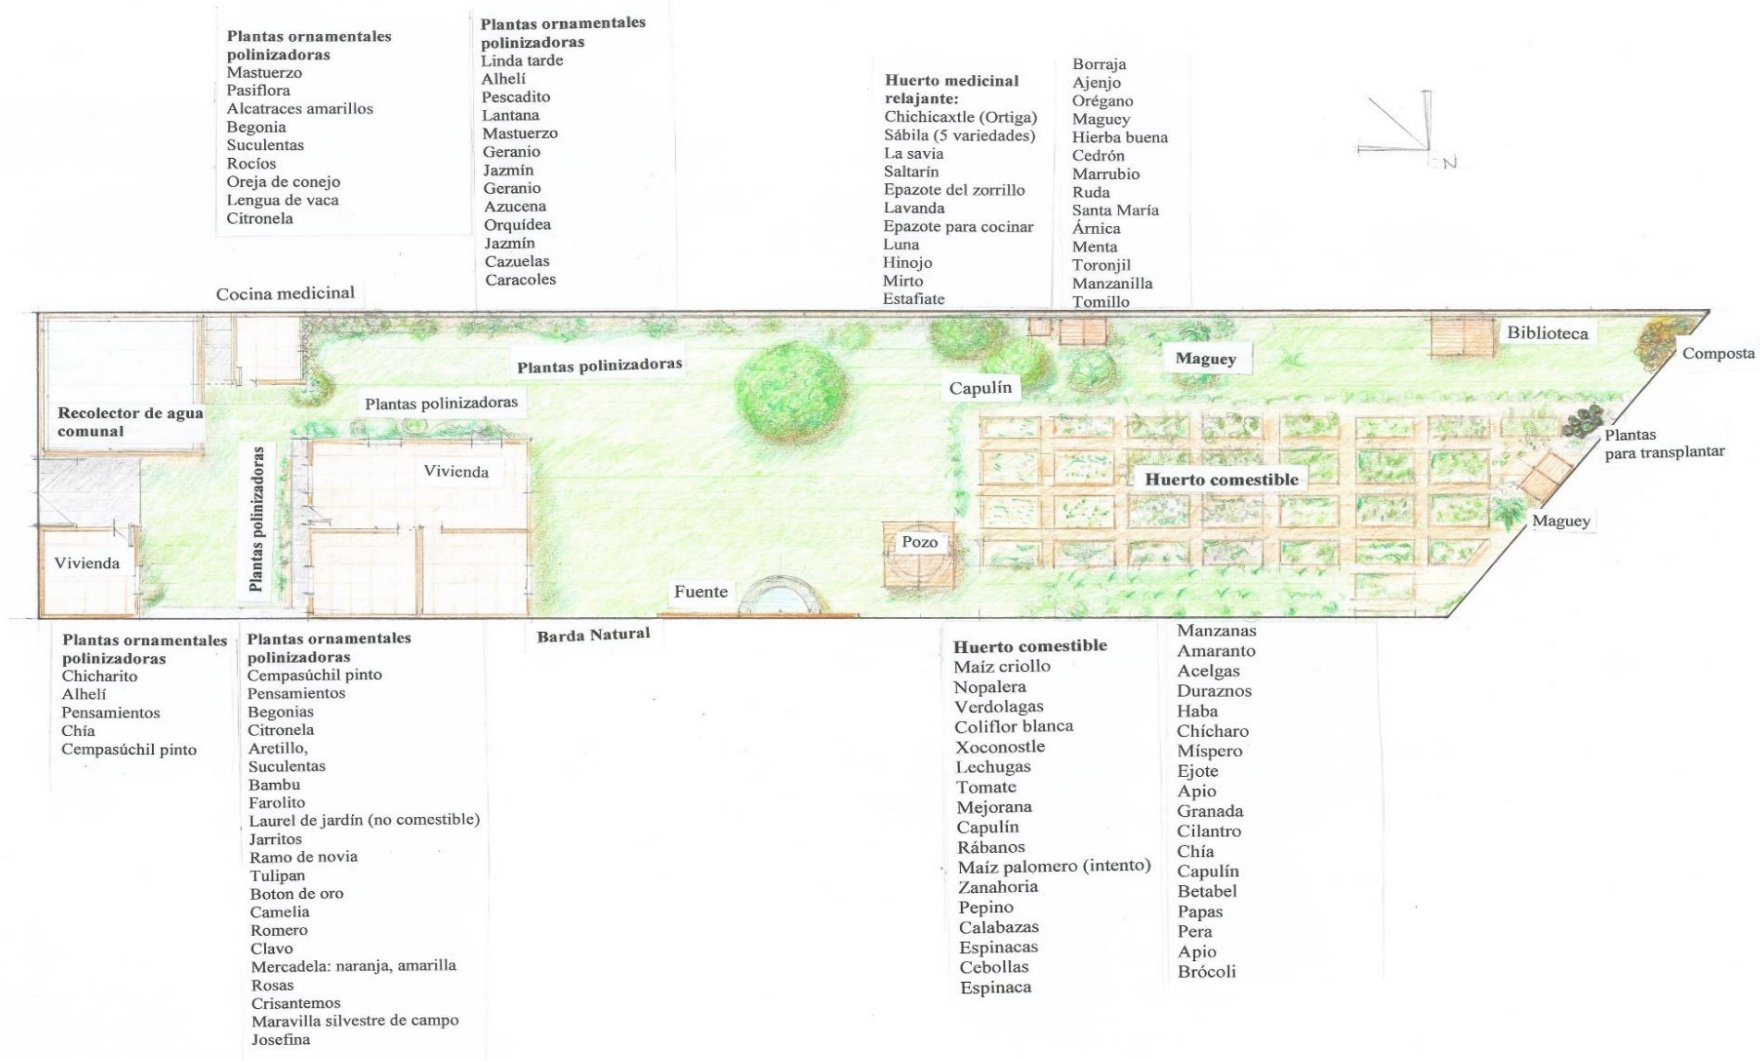 Plantas ornamentales
polinizadoras
Mastuerzo
Pasiflora
Alcatraces amarillos
Begonia
Suculentas
Rocíos
Oreja de conejo
Lengua de vaca
Citronela
Plantas ornamentales
polinizadoras
Linda tarde
Alhelí
Pescadito
Lantana
Mastuerzo
Geranio
Jazmín
Geranio
Azucena
Orquídea
Jazmín
Cazuelas
Caracoles
Huerto medicinal
relajante:
Chichicaxtle (Ortiga)
Sábila (5 variedades)
La savia
Saltarín
Epazote del zorrillo
Lavanda
Epazote para cocinar
Luna
Hinojo
Mirto
Estafiate
Borraja
Ajenjo
Orégano
Maguey
Hierba buena
Cedrón
Marrubio
Ruda
Santa María
Árnica
Menta
Toronjil
Manzanilla
Tomillo
N
Cocina medicinal
Recolector de agua
comunal
Plantas polinizadoras
Plantas polinizadoras
Plantas polinizadoras
Vivienda
Vivienda
Capulín
Maguey
Biblioteca
Composta
Plantas
para transplantar
Huerto comestible
Maguey
Pozo
Fuente
Barda Natural
Plantas ornamentales
polinizadoras
Chicharito
Alhelí
Pensamientos
Chía
Cempasúchil pinto
Plantas ornamentales
polinizadoras
Cempasúchil pinto
Pensamientos
Begonias
Citronela
Aretillo,
Suculentas
Bambu
Farolito
Laurel de jardín (no comestible)
Jarritos
Ramo de novia
Tulipan
Boton de oro
Camelia
Romero
Clavo
Mercadela: naranja, amarilla
Rosas
Crisantemos
Maravilla silvestre de campo
Josefina
Huerto comestible
Maíz criollo
Nopalera
Verdolagas
Coliflor blanca
Xoconostle
Lechugas
Tomate
Mejorana
Capulín
Rábanos
Maíz palomero (intento)
Zanahoria
Pepino
Calabazas
Espinacas
Cebollas
Espinaca
Manzanas
Amaranto
Acelgas
Duraznos
Haba
Chícharo
Míspero
Ejote
Apio
Granada
Cilantro
Chía
Capulín
Betabel
Papas
Pera
Apio
Brócoli